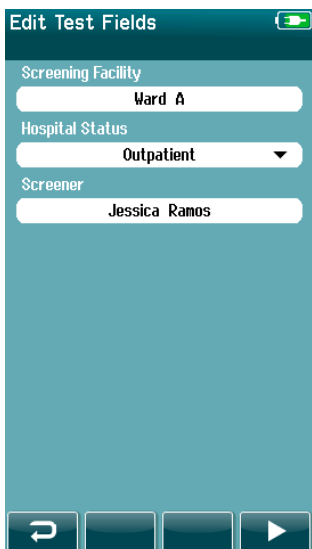 Edit Test Fields
Screening Facility
Ward A
Hospital Status
Outpatient
Screener
Jessica Ramos